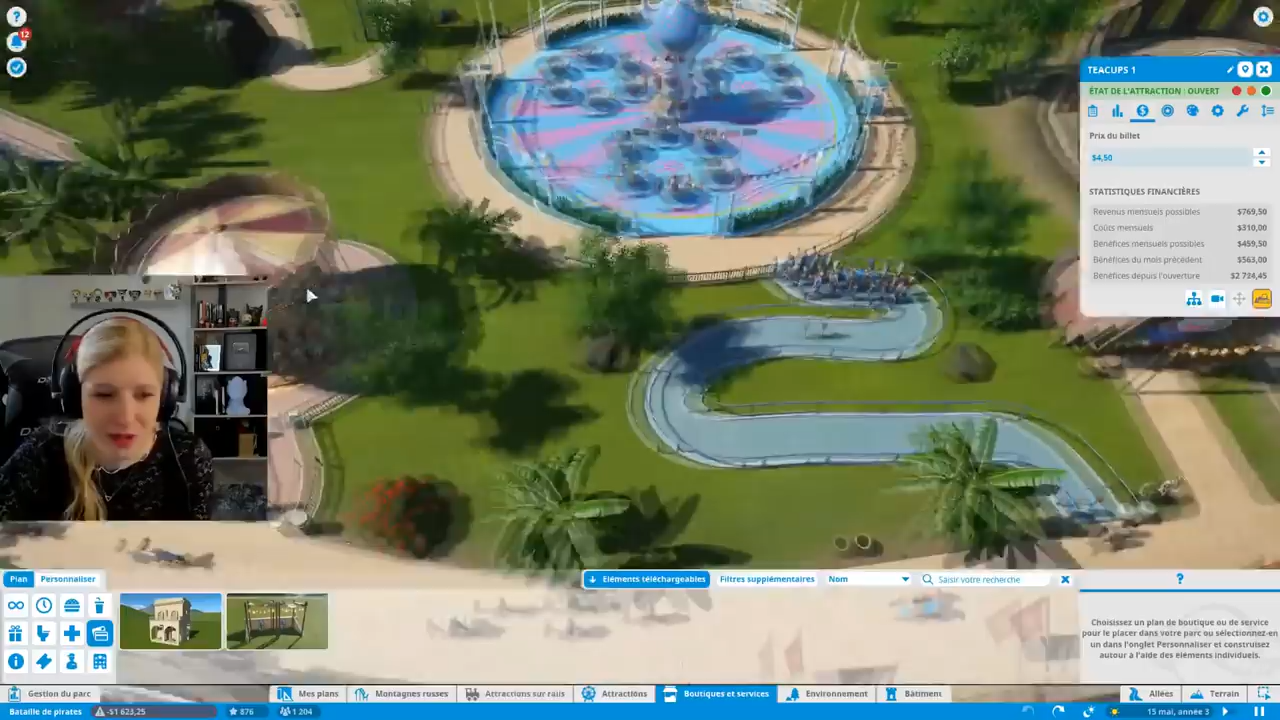 ?
12
TEACUPS 1
ÉTAT DE L'ATTRACTION : OUVERT
Prix du billet
$4,50
STATISTIQUES FINANCIÈRES
Revenus mensuels possibles $769,50
Coûts mensuels $310,00
Bénéfices mensuels possibles $459,50
Bénéfices du mois précédent $563,00
Bénéfices depuis l'ouverture $2 724,45
Plan Personnaliser
Eléments téléchargeables Filtres supplémentaires Nom Saisir votre recherche
?
Choisissez un plan de boutique ou de service
pour le placer dans votre parc ou sélectionnez-en
un dans l'onglet Personnaliser et construisez
autour à l'aide des éléments individuels.
Gestion du parc Mes plans Montagnes russes Attractions sur rails Attractions Boutiques et services Environnement Bâtiment Allées Terrain
Bataille de pirates -$1 623,25 876 1 204 15 mai, année 3